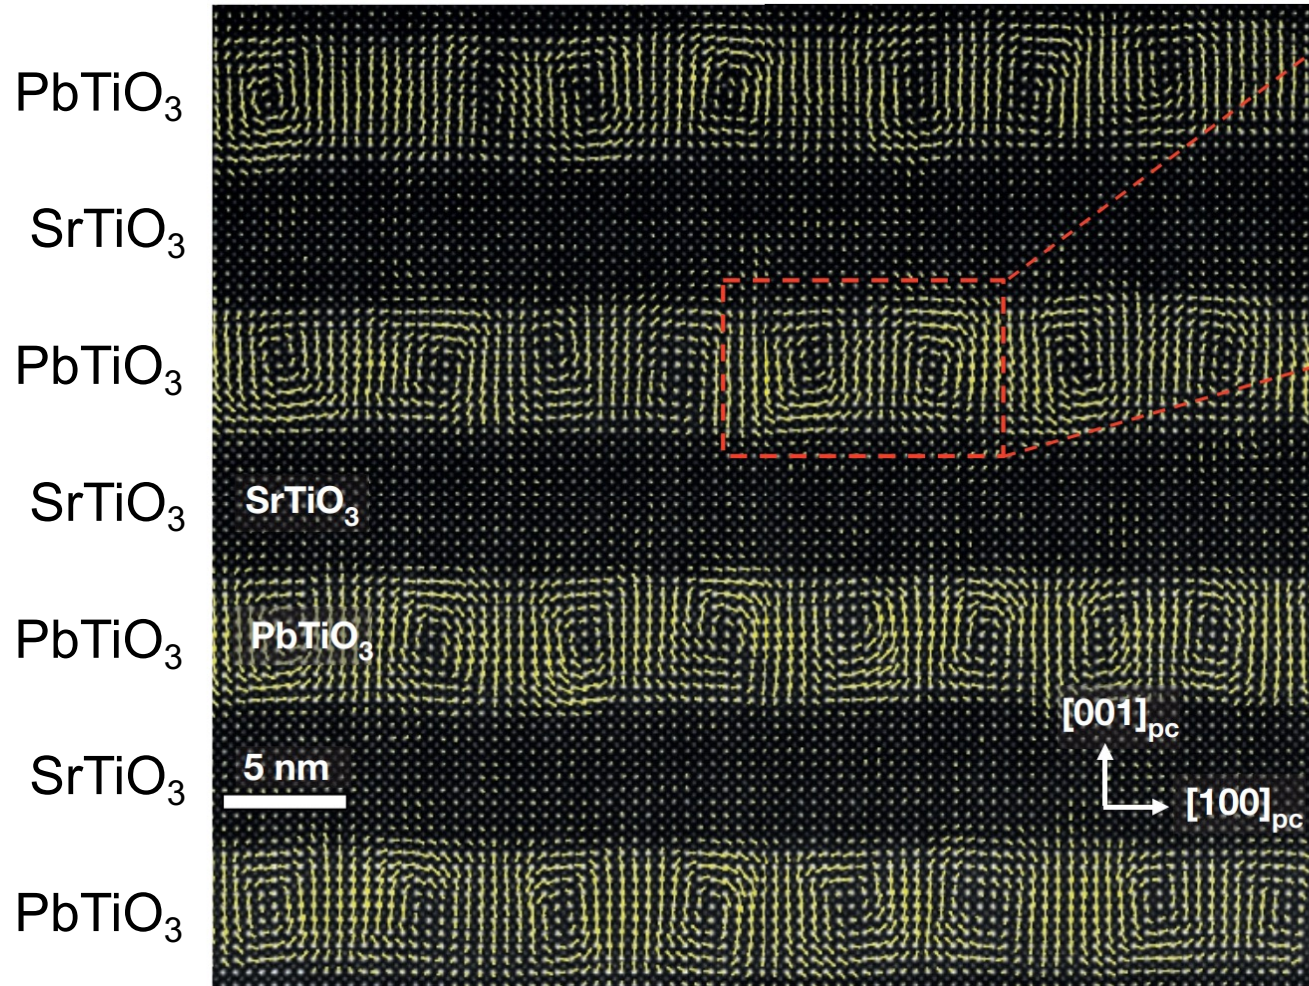 PbTiO₃
SrTiO₃
PbTiO₃
SrTiO₃
SrTiO₃
PbTiO₃
PbTiO₃
[001]pc
SrTiO₃
5 nm
[100]pc
PbTiO₃